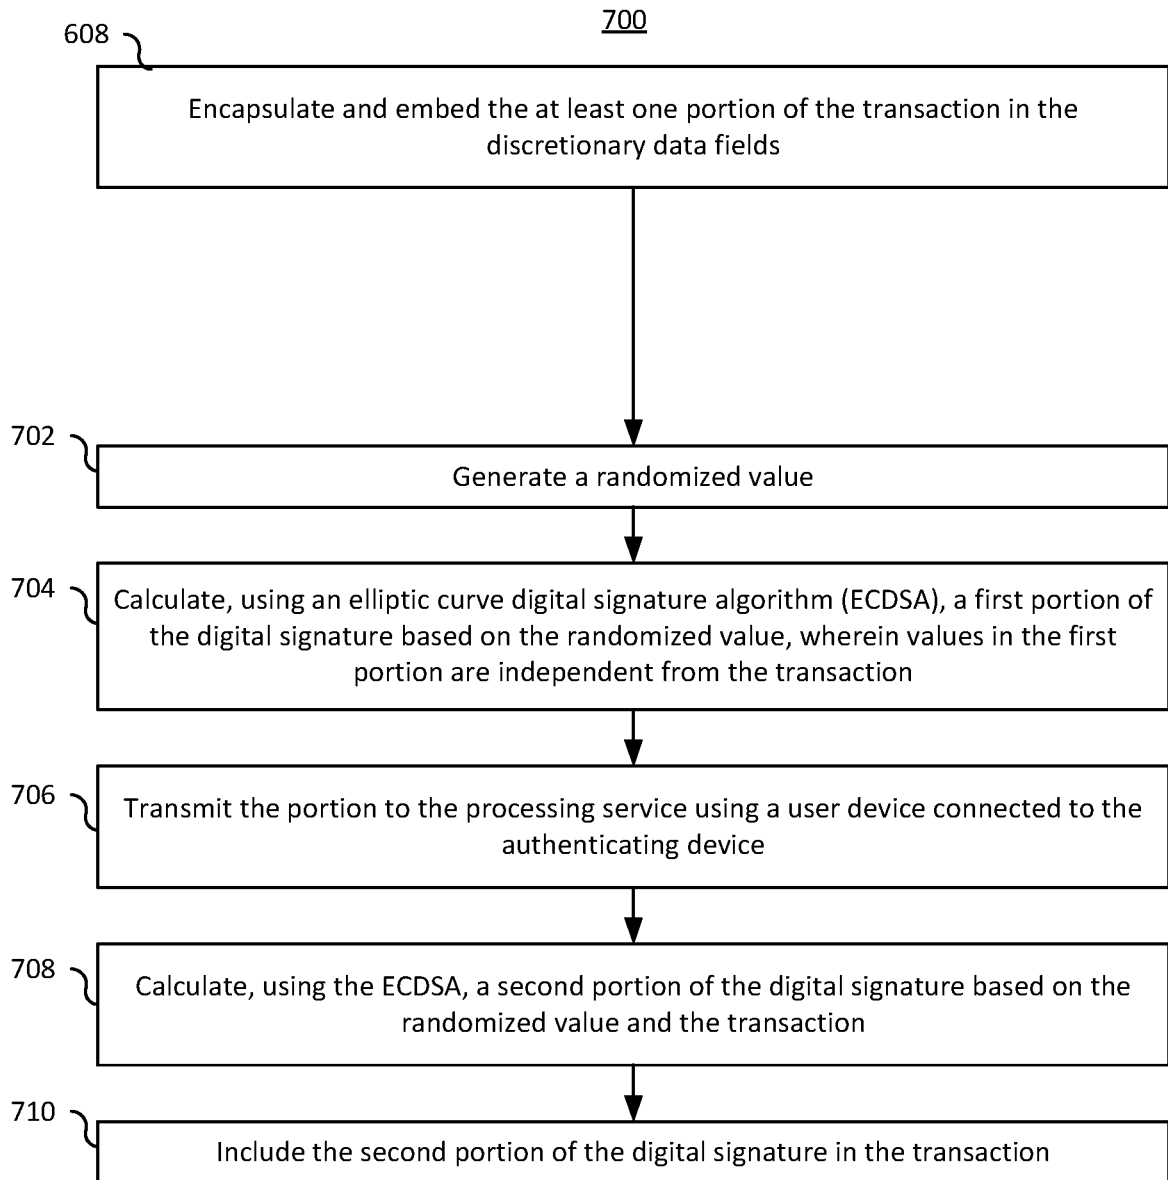 700
608
Encapsulate and embed the at least one portion of the transaction in the
discretionary data fields
702
Generate a randomized value
704
Calculate, using an elliptic curve digital signature algorithm (ECDSA), a first portion of
the digital signature based on the randomized value, wherein values in the first
portion are independent from the transaction
706
Transmit the portion to the processing service using a user device connected to the
authenticating device
708
Calculate, using the ECDSA, a second portion of the digital signature based on the
randomized value and the transaction
710
Include the second portion of the digital signature in the transaction